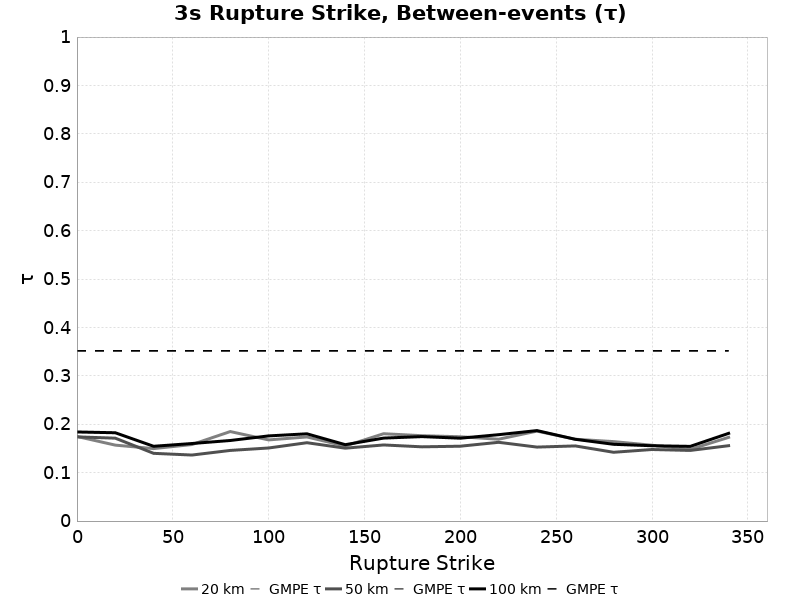 3s Rupture Strike, Between-events (τ)
1
0.9
0.8
0.7
0.6
0.5
0.4
0.3
0.2
0.1
0
τ
0 50 100 150 200 250 300 350
Rupture Strike
20 km GMPE τ 50 km GMPE τ 100 km GMPE τ